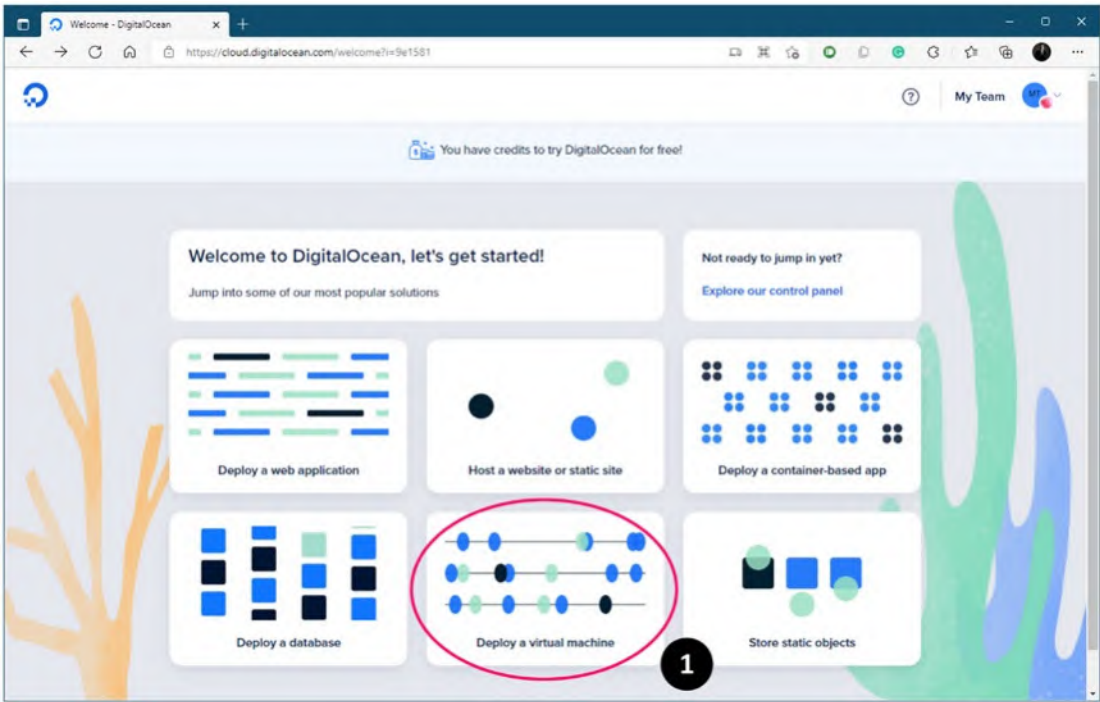 Welcome - DigitalOcean
https://cloud.digitalocean.com/welcome?i=9e1581
My Team
MT
You have credits to try DigitalOcean for free!
Welcome to DigitalOcean, let's get started!
Jump into some of our most popular solutions
Not ready to jump in yet?
Explore our control panel
Deploy a web application
Host a website or static site
Deploy a container-based app
Deploy a database
Deploy a virtual machine
Store static objects
1